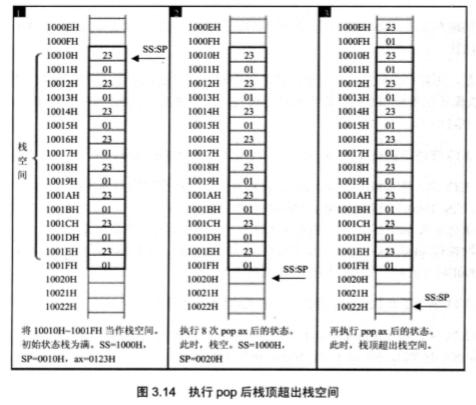 1
1000EH
1000FH
10010H 23 SS:SP
10011H 01
10012H 23
10013H 01
10014H 23
10015H 01
10016H 23
10017H 01
10018H 23
10019H 01
1001AH 23
1001BH 01
1001CH 23
1001DH 01
1001EH 23
1001FH 01
10020H
10021H
10022H
栈空间
将 10010H~1001FH 当作栈空间。
初始状态栈为满。SS=1000H,
SP=0010H，ax=0123H
2
1000EH
1000FH
10010H 23
10011H 01
10012H 23
10013H 01
10014H 23
10015H 01
10016H 23
10017H 01
10018H 23
10019H 01
1001AH 23
1001BH 01
1001CH 23
1001DH 01
1001EH 23
1001FH 01
10020H SS:SP
10021H
10022H
执行 8 次 pop ax 后的状态。
此时，栈空。SS=1000H,
SP=0020H
3
1000EH 23
1000FH 01
10010H 23
10011H 01
10012H 23
10013H 01
10014H 23
10015H 01
10016H 23
10017H 01
10018H 23
10019H 01
1001AH 23
1001BH 01
1001CH 23
1001DH 01
1001EH 23
1001FH 01
10020H
10021H
10022H SS:SP
再执行 pop ax 后的状态。
此时，栈顶超出栈空间。
图 3.14 执行 pop 后栈顶超出栈空间